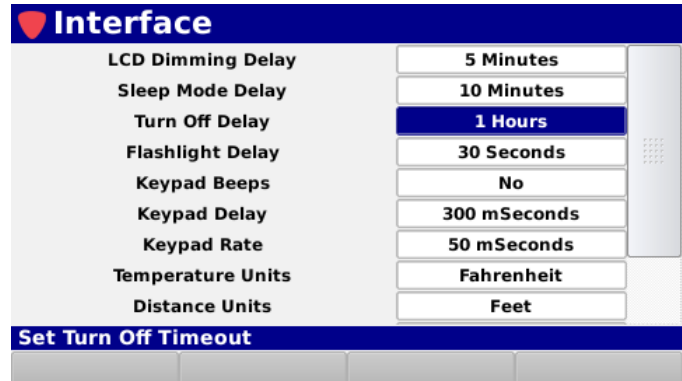 Interface
LCD Dimming Delay 5 Minutes
Sleep Mode Delay 10 Minutes
Turn Off Delay 1 Hours
Flashlight Delay 30 Seconds
Keypad Beeps No
Keypad Delay 300 mSeconds
Keypad Rate 50 mSeconds
Temperature Units Fahrenheit
Distance Units Feet
Set Turn Off Timeout